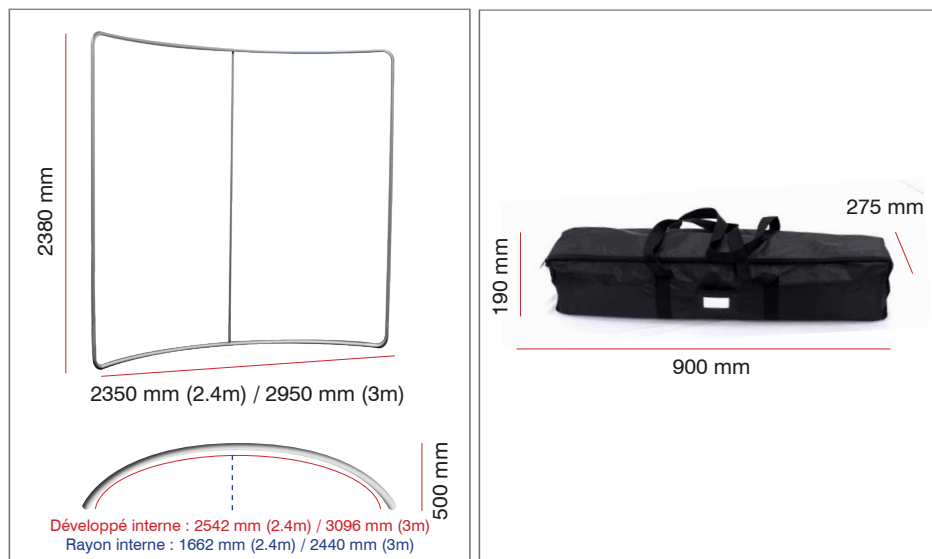 2380 mm
2350 mm (2.4m) / 2950 mm (3m)
500 mm
Développé interne : 2542 mm (2.4m) / 3096 mm (3m)
Rayon interne : 1662 mm (2.4m) / 2440 mm (3m)
275 mm
190 mm
900 mm